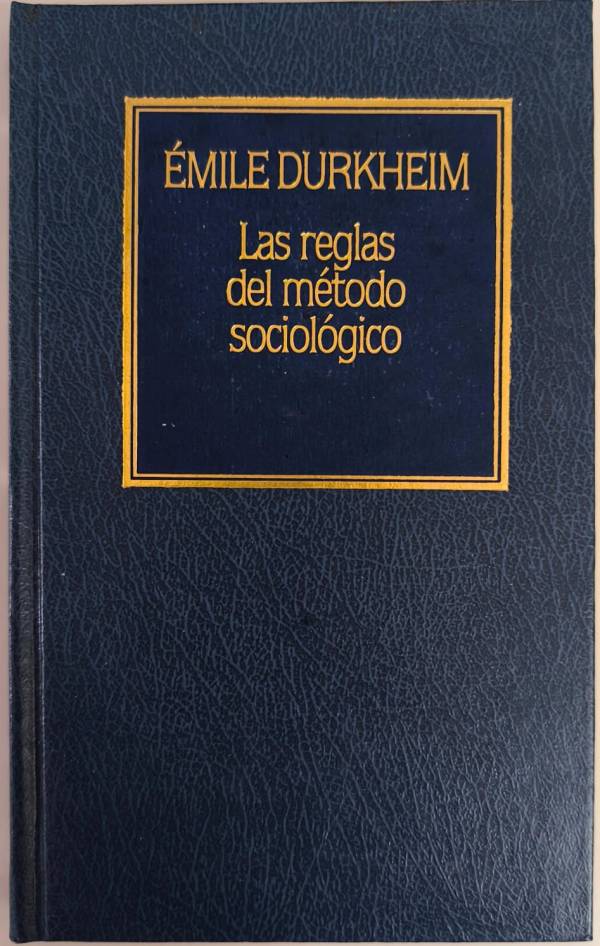 ÉMILE DURKHEIM
Las reglas
del método
sociológico